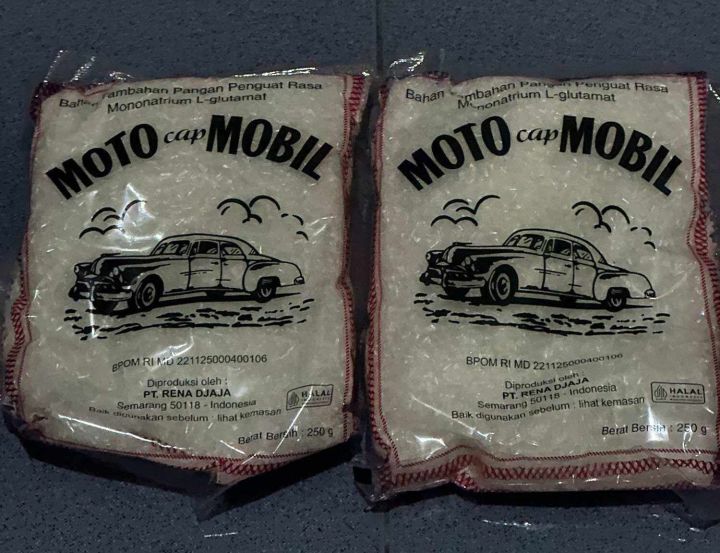 Bahan Tambahan Pangan Penguat Rasa
Mononatrium L-glutamat
MOTO cap MOBIL
BPOM RI MD 221125000400106
Diproduksi oleh :
PT. RENA DJAJA
Semarang 50118 - Indonesia
Baik digunakan sebelum : lihat kemasan
HALAL
INDONESIA
Berat Bersih : 250 g
Bahan Tambahan Pangan Penguat Rasa
Mononatrium L-glutamat
MOTO cap MOBIL
BPOM RI MD 221125000400106
Diproduksi oleh :
PT. RENA DJAJA
Semarang 50118 - Indonesia
Baik digunakan sebelum : lihat kemasan
HALAL
INDONESIA
Berat Bersih : 250 g